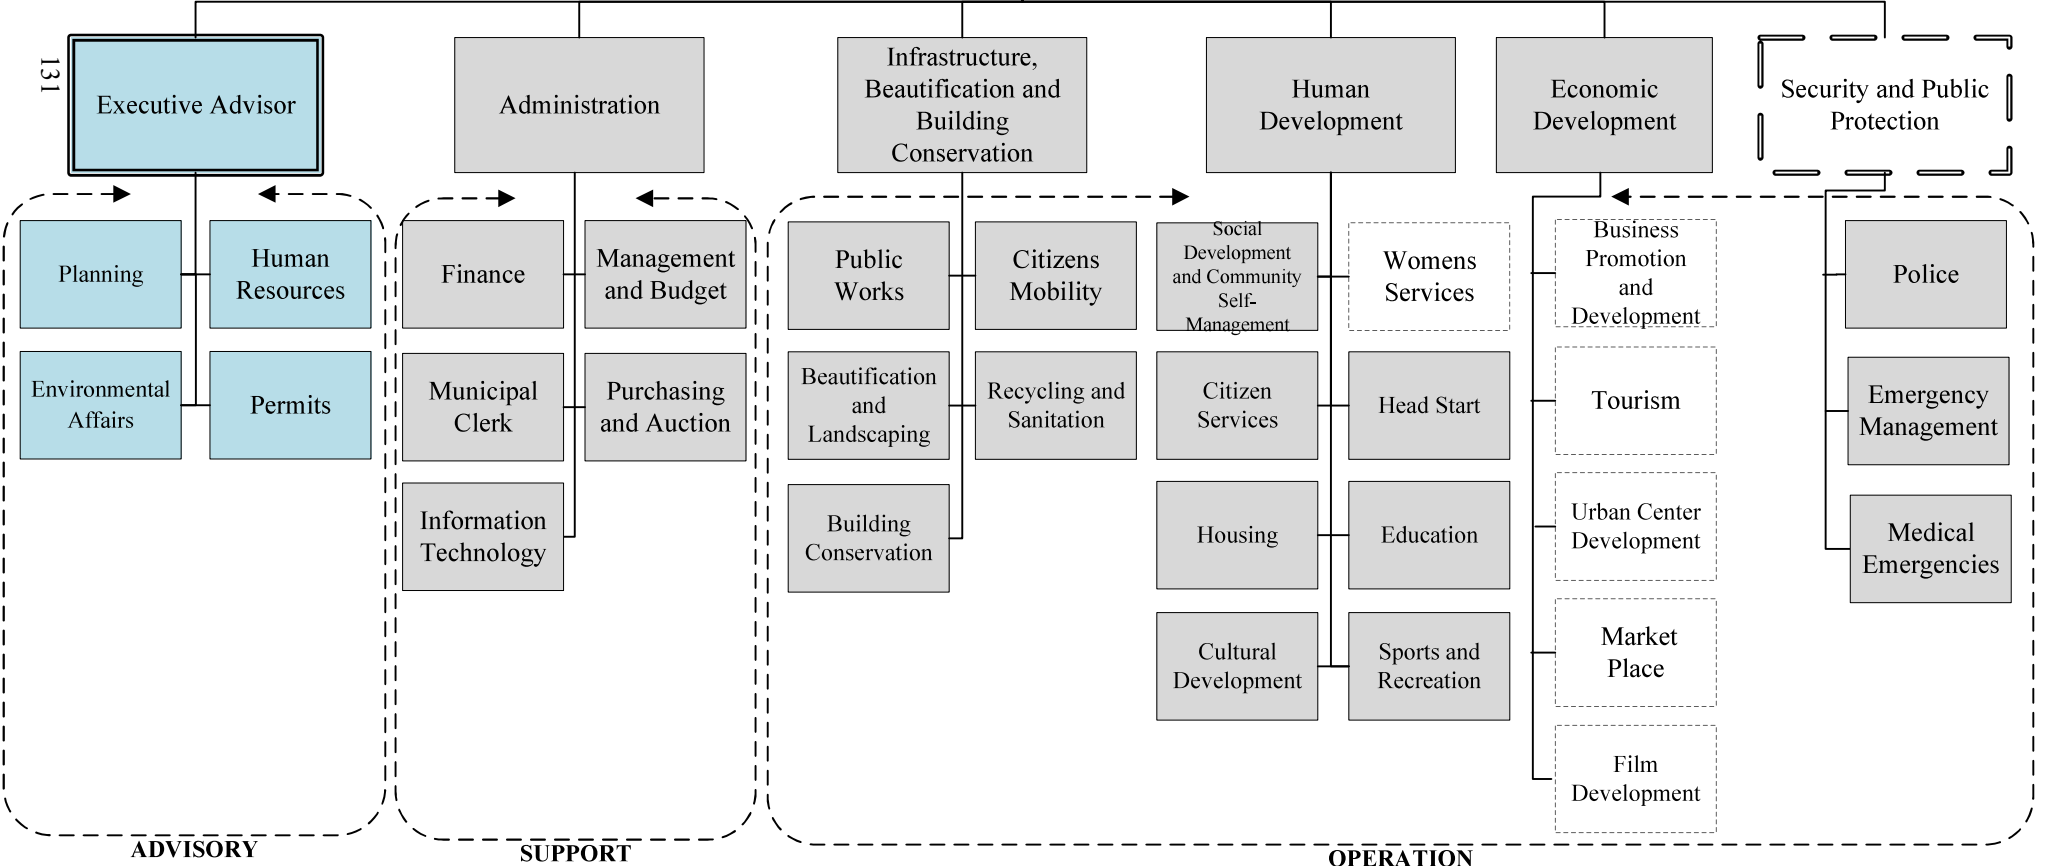 131
Executive Advisor
Administration
Infrastructure,
Beautification and
Building
Conservation
Human
Development
Economic
Development
Security and Public
Protection
Planning
Human
Resources
Environmental
Affairs
Permits
ADVISORY
Finance
Management
and Budget
Municipal
Clerk
Purchasing
and Auction
Information
Technology
SUPPORT
Public
Works
Citizens
Mobility
Beautification
and
Landscaping
Recycling and
Sanitation
Building
Conservation
Social
Development
and Community
Self-
Management
Womens
Services
Citizen
Services
Head Start
Housing
Education
Cultural
Development
Sports and
Recreation
Business
Promotion
and
Development
Tourism
Urban Center
Development
Market
Place
Film
Development
Police
Emergency
Management
Medical
Emergencies
OPERATION